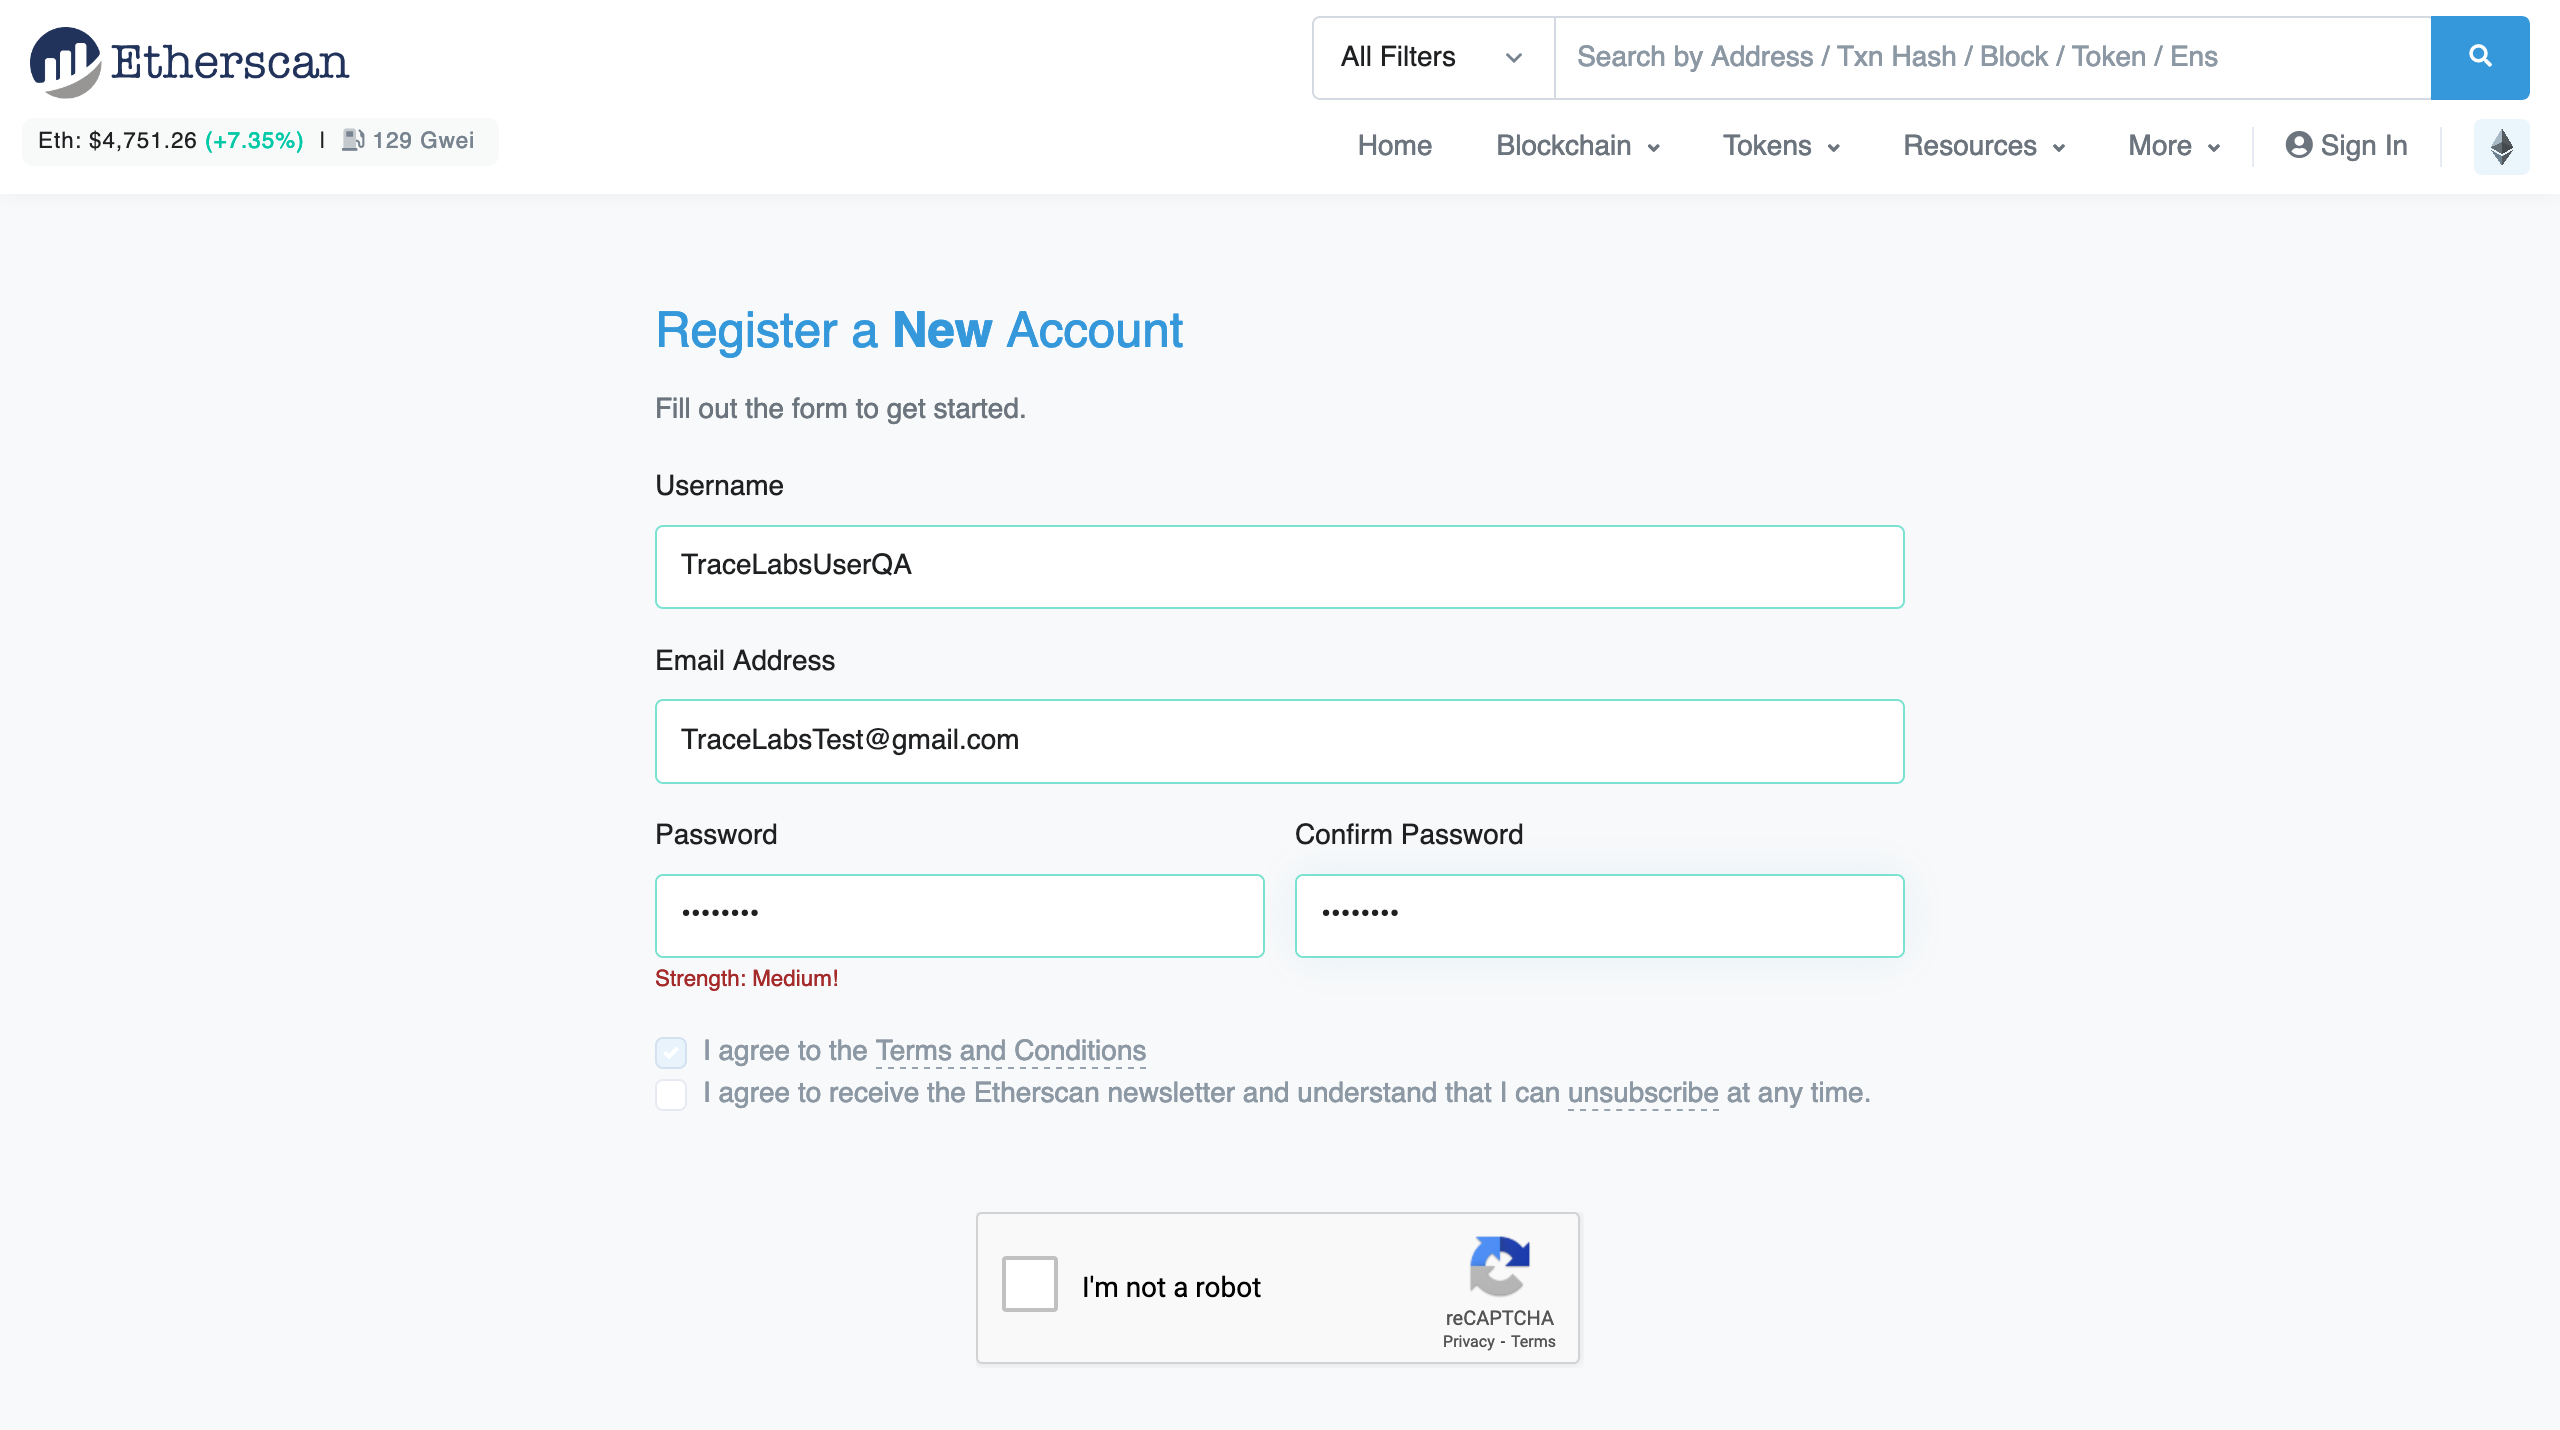 Etherscan
All Filters
Search by Address / Txn Hash / Block / Token / Ens
Eth: $4,751.26 (+7.35%) | 129 Gwei
Home Blockchain Tokens Resources More Sign In
Register a New Account
Fill out the form to get started.
Username
TraceLabsUserQA
Email Address
TraceLabsTest@gmail.com
Password Confirm Password
•••••••• ••••••••
Strength: Medium!
I agree to the Terms and Conditions
I agree to receive the Etherscan newsletter and understand that I can unsubscribe at any time.
I'm not a robot
reCAPTCHA
Privacy - Terms